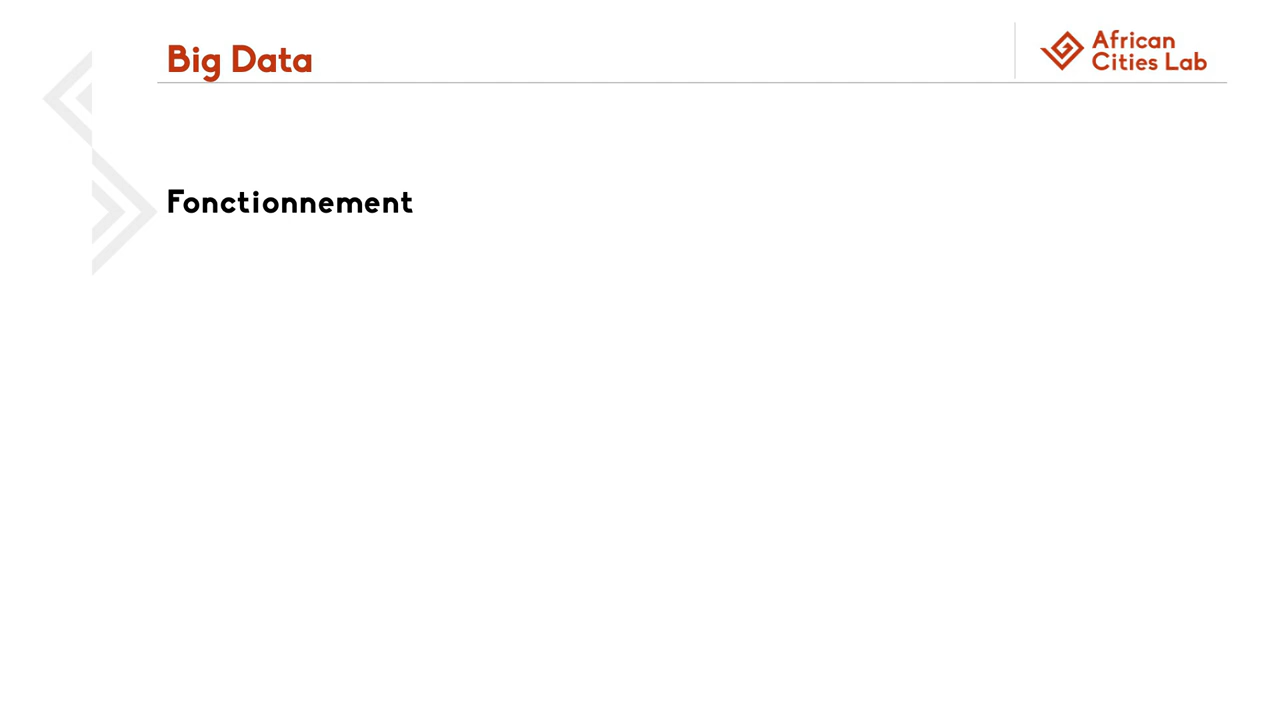 Big Data
African
Cities Lab
Fonctionnement